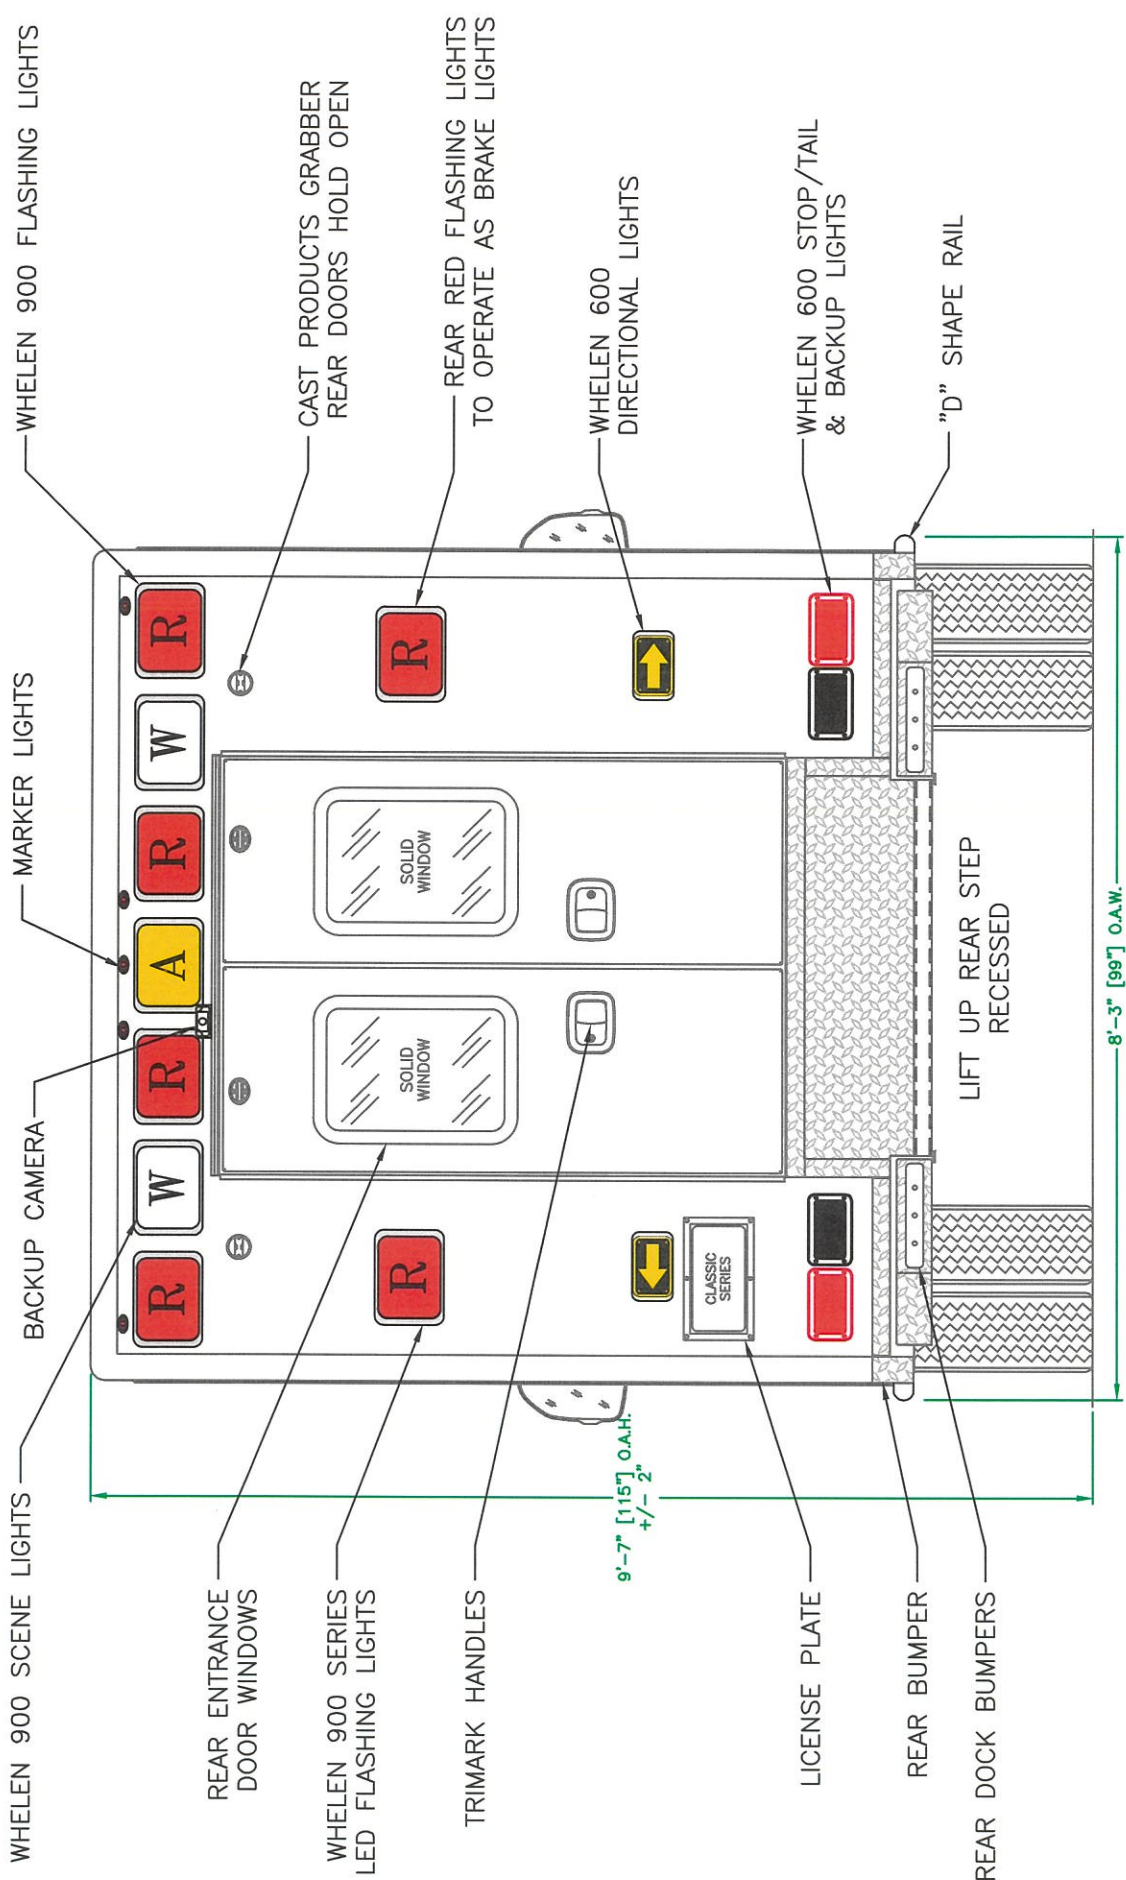 WHELEN 900 SCENE LIGHTS
BACKUP CAMERA
MARKER LIGHTS
WHELEN 900 FLASHING LIGHTS
R
W
R
A
R
W
R
REAR ENTRANCE
DOOR WINDOWS
CAST PRODUCTS GRABBER
REAR DOORS HOLD OPEN
WHELEN 900 SERIES
LED FLASHING LIGHTS
R
SOLID
WINDOW
SOLID
WINDOW
R
REAR RED FLASHING LIGHTS
TO OPERATE AS BRAKE LIGHTS
TRIMARK HANDLES
WHELEN 600
DIRECTIONAL LIGHTS
9'-7" [115"] O.A.H.
+/- 2"
CLASSIC
SERIES
LICENSE PLATE
WHELEN 600 STOP/TAIL
& BACKUP LIGHTS
REAR BUMPER
"D" SHAPE RAIL
REAR DOCK BUMPERS
LIFT UP REAR STEP
RECESSED
8'-3" [99"] O.A.W.